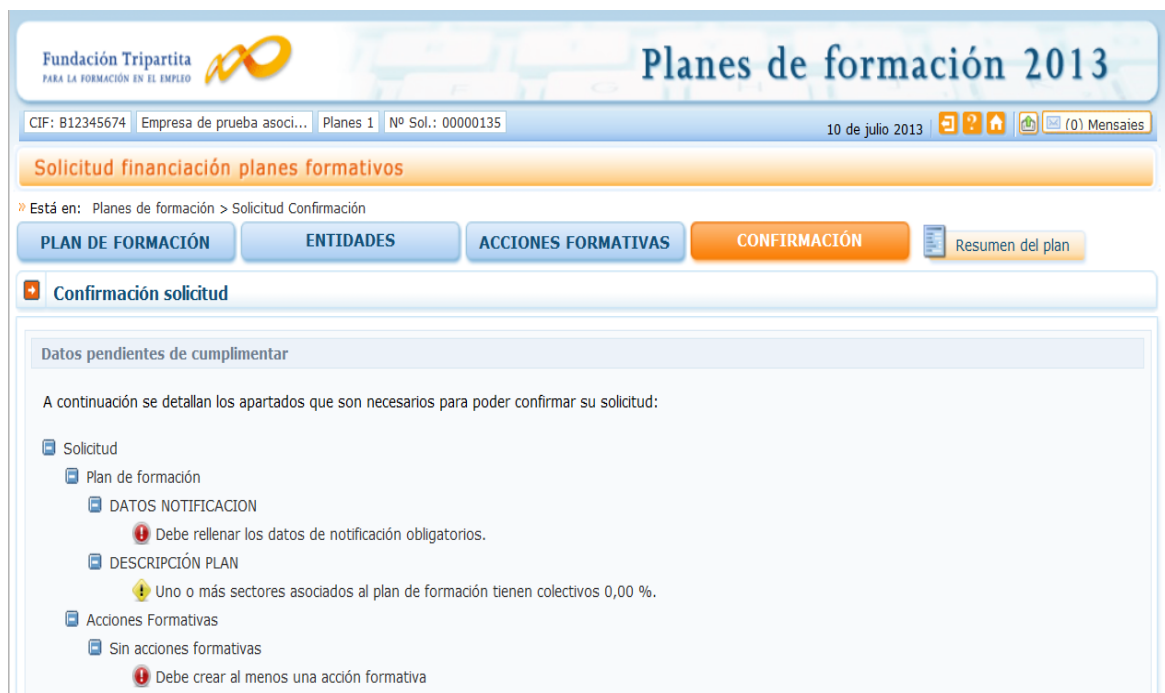 Fundación Tripartita
PARA LA FORMACIÓN EN EL EMPLEO
Planes de formación 2013
CIF: B12345674 Empresa de prueba asoci... Planes 1 Nº Sol.: 00000135
10 de julio 2013 (0) Mensajes
Solicitud financiación planes formativos
» Está en: Planes de formación > Solicitud Confirmación
PLAN DE FORMACIÓN ENTIDADES ACCIONES FORMATIVAS CONFIRMACIÓN Resumen del plan
Confirmación solicitud
Datos pendientes de cumplimentar
A continuación se detallan los apartados que son necesarios para poder confirmar su solicitud:
Solicitud
Plan de formación
DATOS NOTIFICACION
Debe rellenar los datos de notificación obligatorios.
DESCRIPCIÓN PLAN
Uno o más sectores asociados al plan de formación tienen colectivos 0,00 %.
Acciones Formativas
Sin acciones formativas
Debe crear al menos una acción formativa